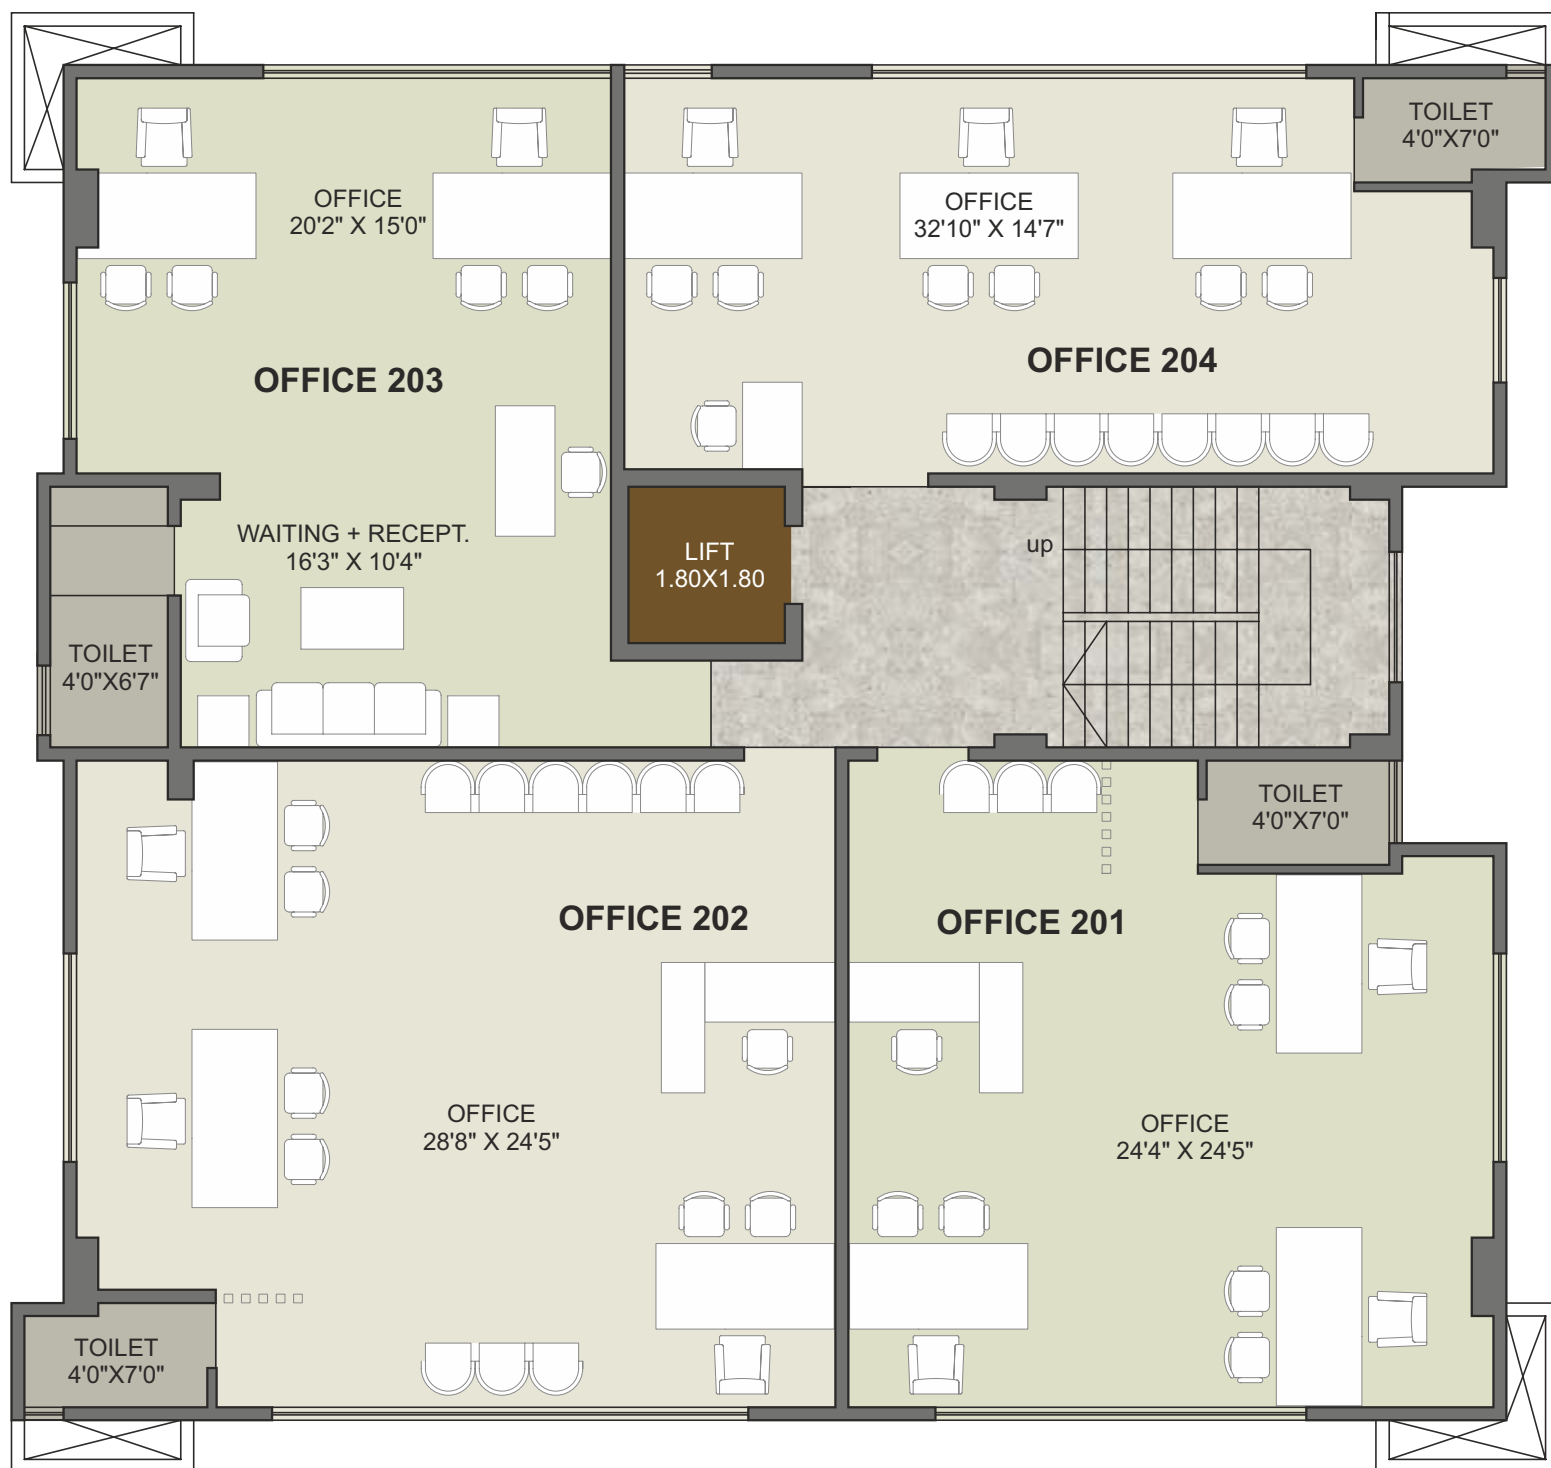 TOILET
4'0"X7'0"
OFFICE
20'2" X 15'0"
OFFICE
32'10" X 14'7"
OFFICE 203
OFFICE 204
WAITING + RECEPT.
16'3" X 10'4"
LIFT
1.80X1.80
up
TOILET
4'0"X6'7"
TOILET
4'0"X7'0"
OFFICE 202
OFFICE 201
OFFICE
28'8" X 24'5"
OFFICE
24'4" X 24'5"
TOILET
4'0"X7'0"